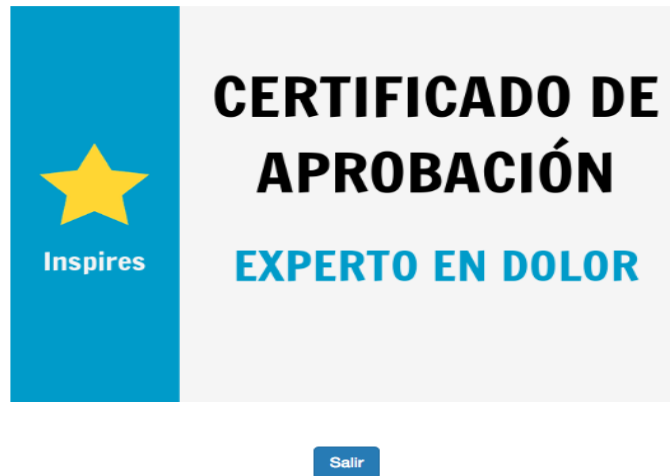 CERTIFICADO DE
APROBACIÓN
Inspires
EXPERTO EN DOLOR
Salir